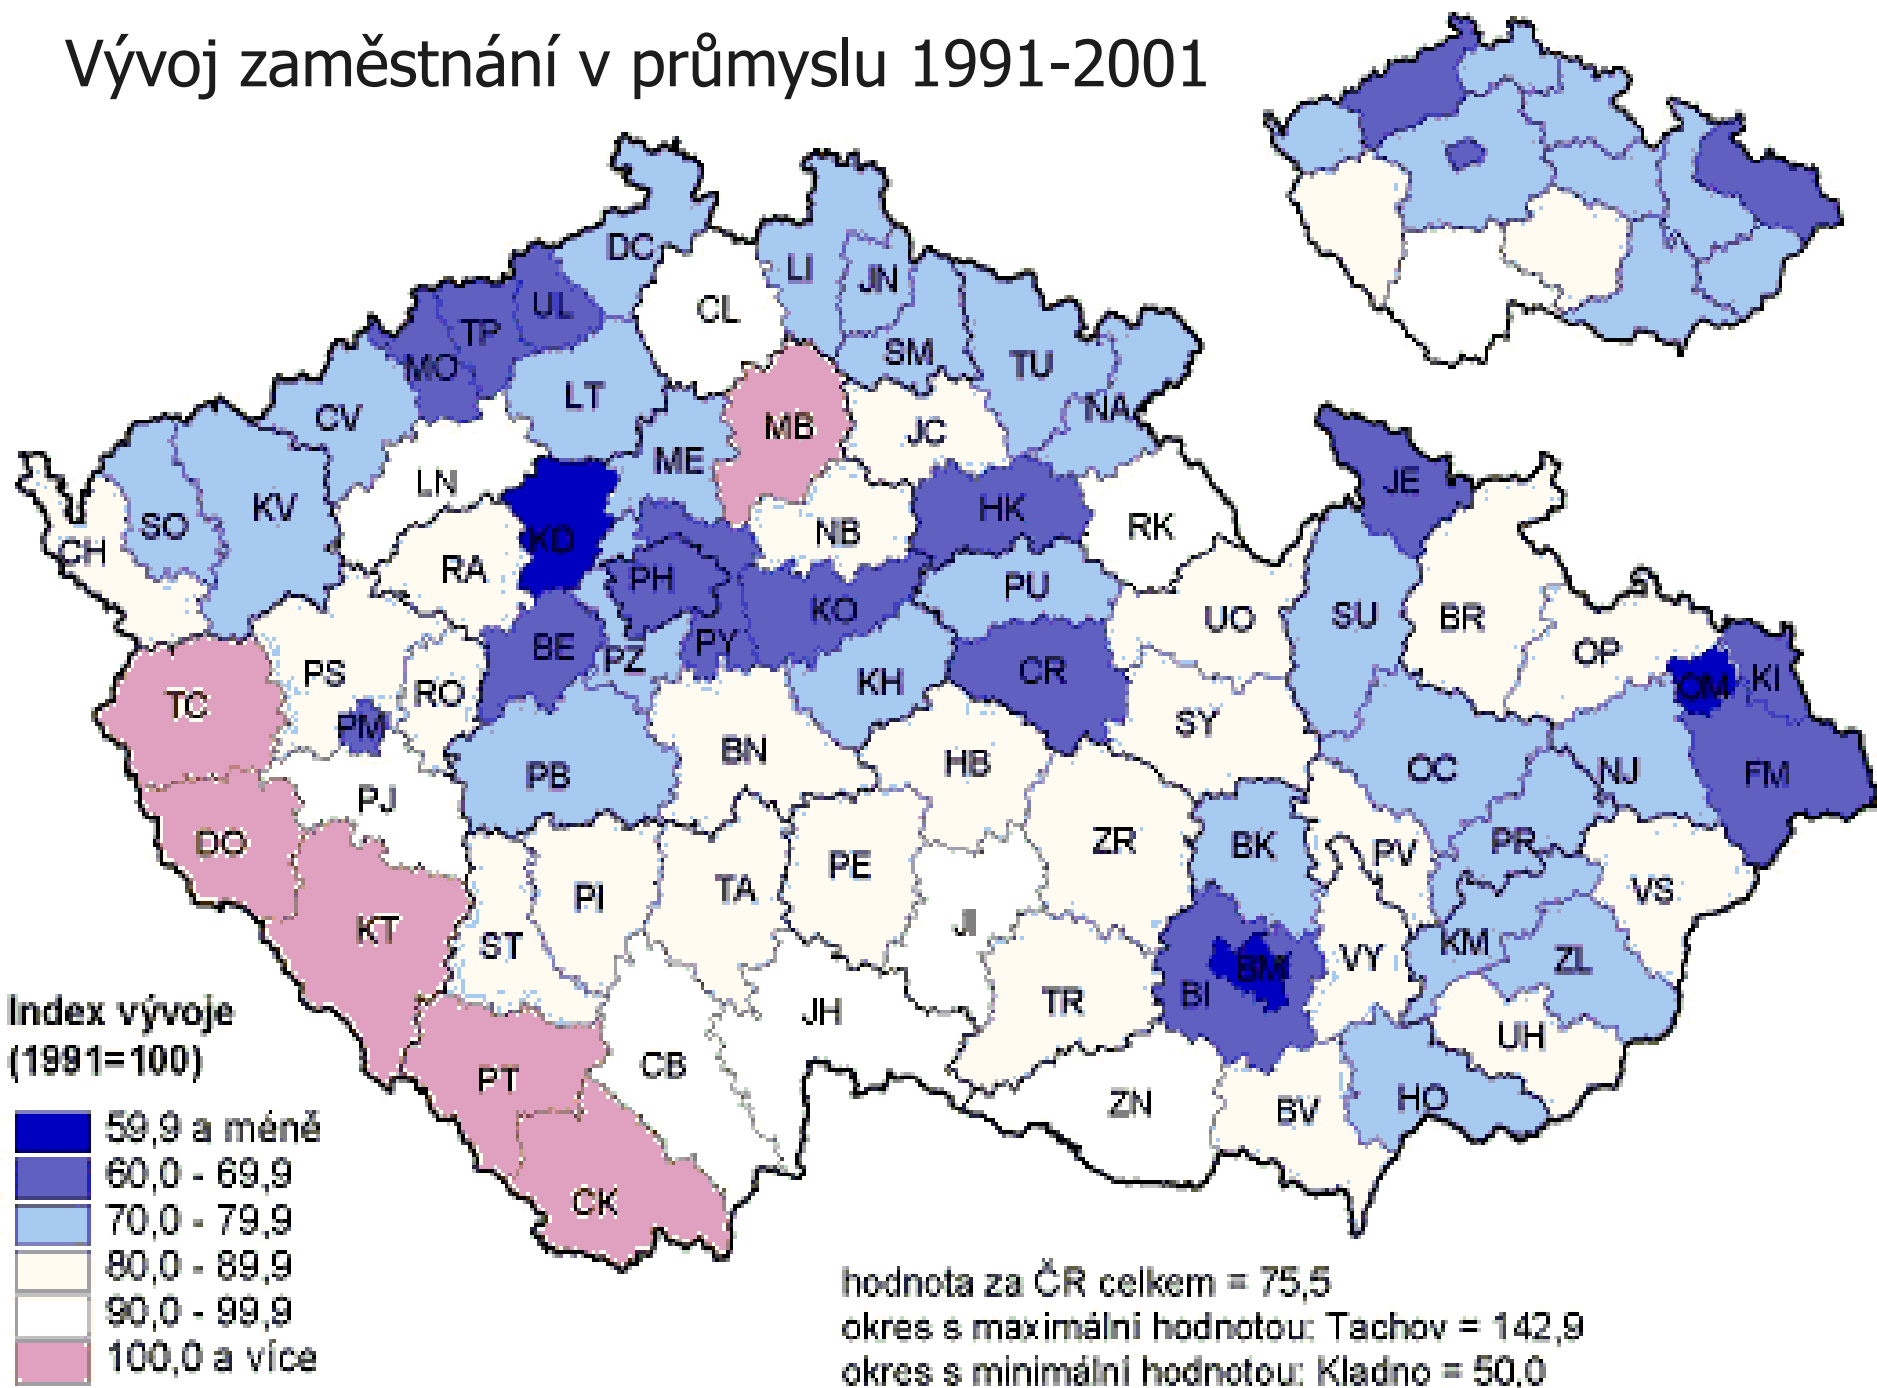 Vývoj zaměstnání v průmyslu 1991-2001
DC
LI
JN
UL
CL
TP
MO
SM
TU
LT
CV
NA
MB
JC
ME
LN
JE
KV
HK
SO
RK
NB
CH
KD
RA
PH
PU
KO
UO
SU
BR
BE
PY
PZ
OP
PS
CR
KH
RO
OM
KI
TC
PM
SY
BN
HB
PB
OC
NJ
FM
PJ
DO
ZR
BK
PR
PV
PE
TA
PI
VS
KT
JI
ST
KM
VY
ZL
BM
BI
TR
JH
UH
CB
PT
ZN
BV
HO
CK
Index vývoje
(1991=100)
59,9 a méně
60,0 - 69,9
70,0 - 79,9
80,0 - 89,9
90,0 - 99,9
100,0 a více
hodnota za ČR celkem = 75,5
okres s maximální hodnotou: Tachov = 142,9
okres s minimální hodnotou: Kladno = 50,0